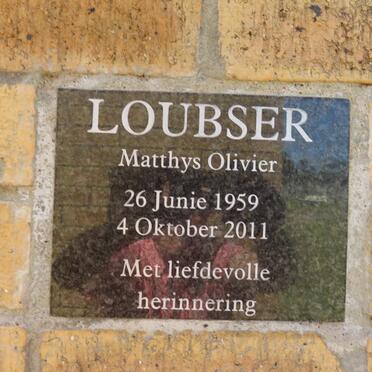 LOUBSER
Matthys Olivier
26 Junie 1959
4 Oktober 2011
Met liefdevolle
herinnering